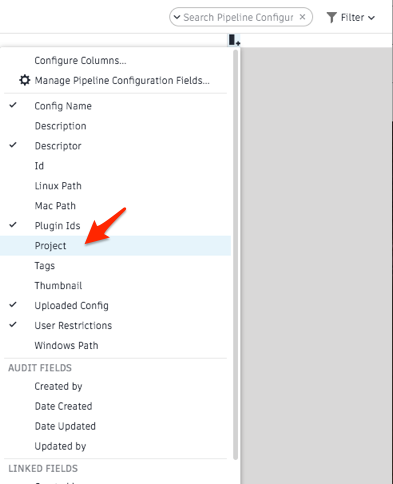 Search Pipeline Configur
Filter
Configure Columns...
Manage Pipeline Configuration Fields...
Config Name
Description
Descriptor
Id
Linux Path
Mac Path
Plugin Ids
Project
Tags
Thumbnail
Uploaded Config
User Restrictions
Windows Path
AUDIT FIELDS
Created by
Date Created
Date Updated
Updated by
LINKED FIELDS